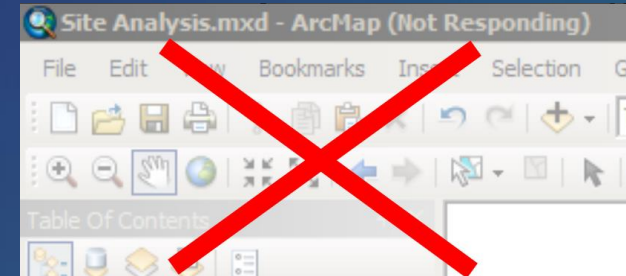 Site Analysis.mxd - ArcMap (Not Responding)
File Edit Bookmarks Selection G
Table Of Contents